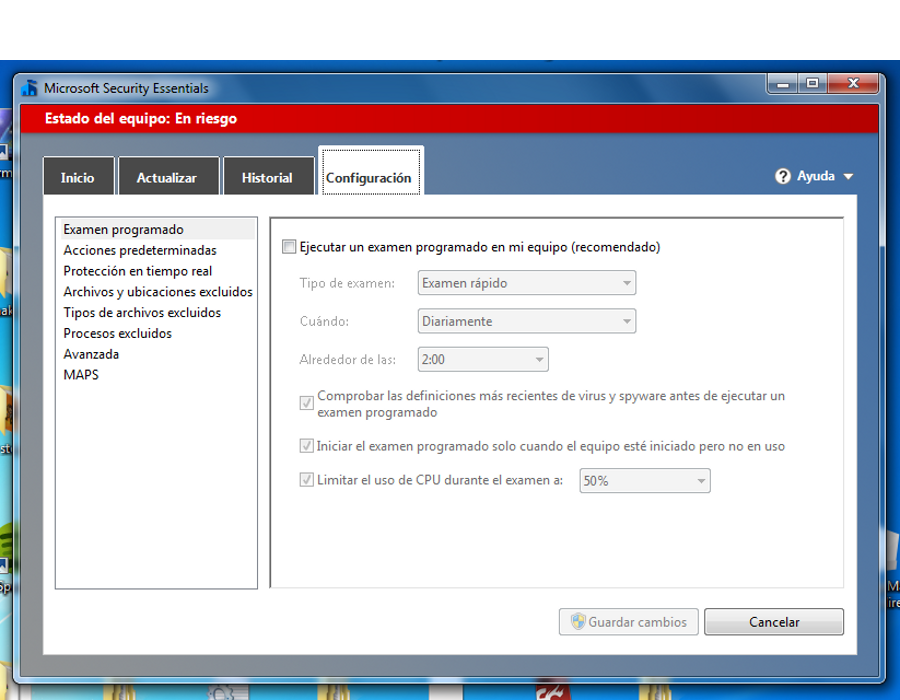 Microsoft Security Essentials
Estado del equipo: En riesgo
Inicio
Actualizar
Historial
Configuración
Ayuda
Examen programado
Acciones predeterminadas
Protección en tiempo real
Archivos y ubicaciones excluidos
Tipos de archivos excluidos
Procesos excluidos
Avanzada
MAPS
Ejecutar un examen programado en mi equipo (recomendado)
Tipo de examen: Examen rápido
Cuándo: Diariamente
Alrededor de las: 2:00
Comprobar las definiciones más recientes de virus y spyware antes de ejecutar un
examen programado
Iniciar el examen programado solo cuando el equipo esté iniciado pero no en uso
Limitar el uso de CPU durante el examen a: 50%
Guardar cambios
Cancelar